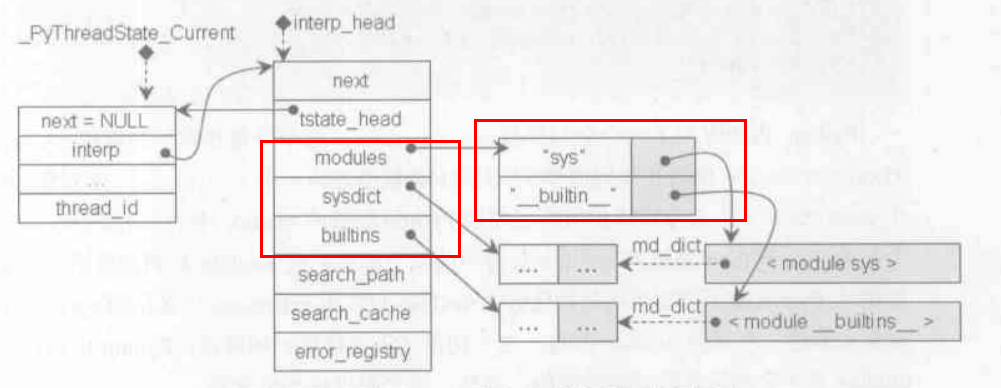 _PyThreadState_Current
interp_head
next = NULL
interp
thread_id
next
tstate_head
modules
sysdict
builtins
search_path
search_cache
error_registry
"sys"
"__builtin__"
... ...
md_dict
< module sys >
... ...
md_dict
< module __builtins__ >